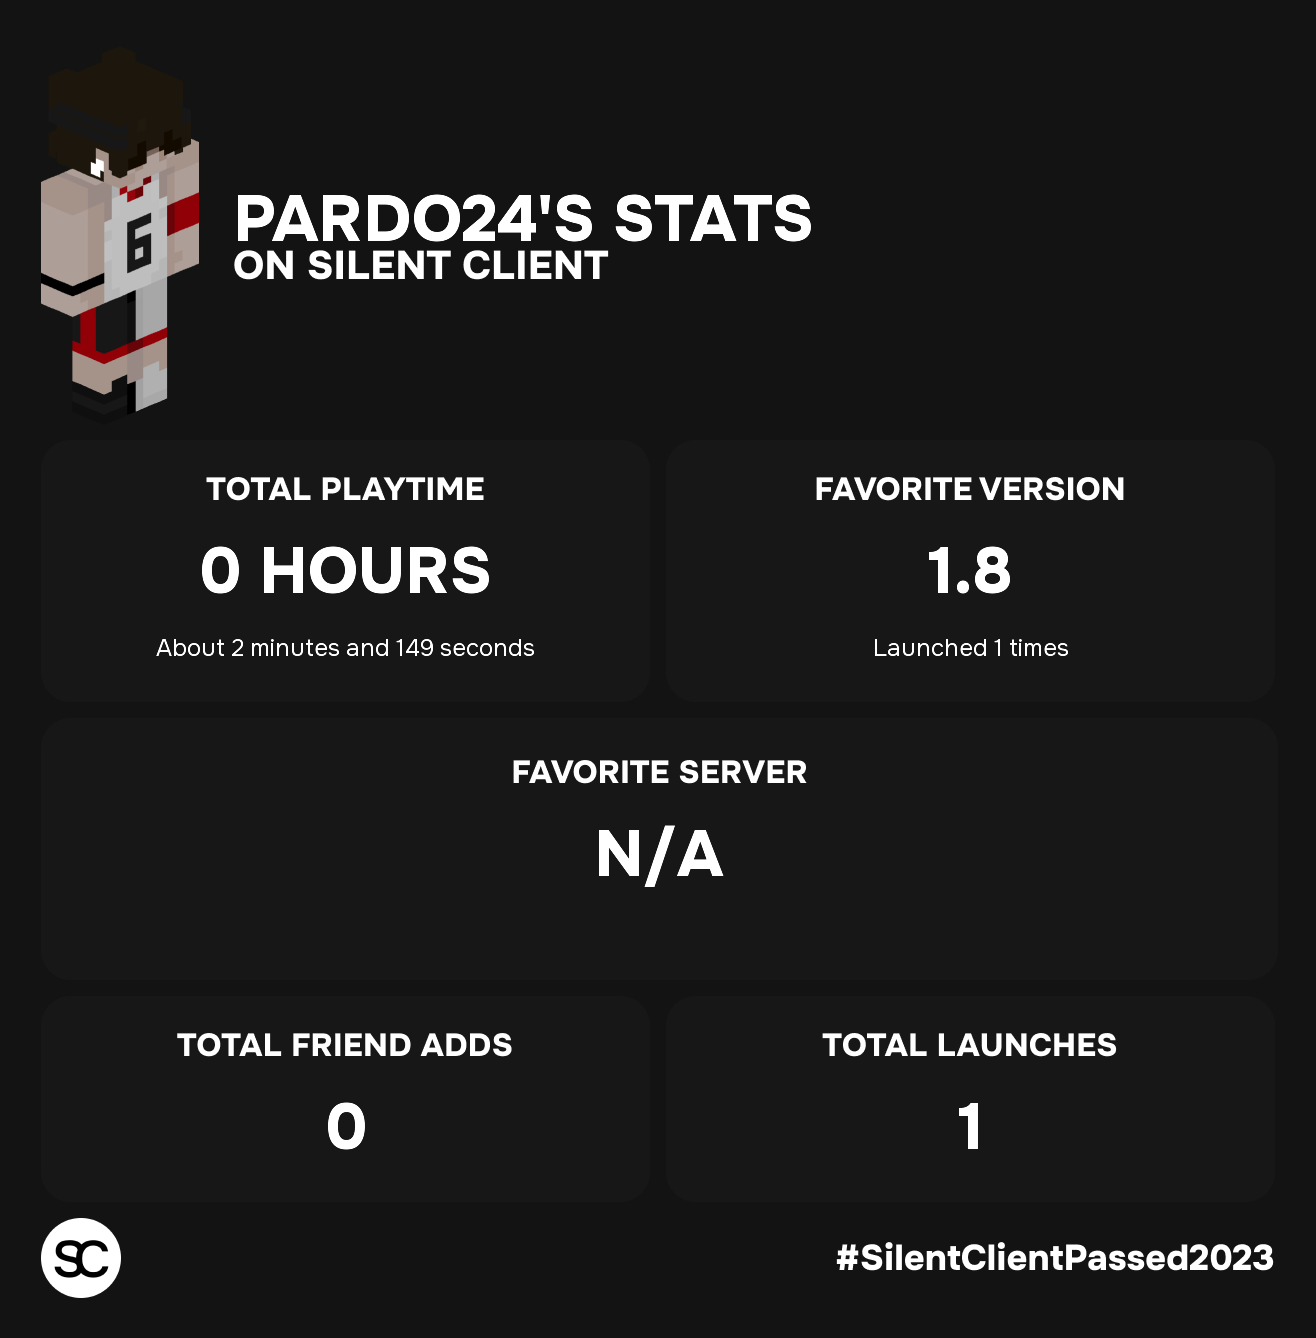 PARDO24'S STATS
ON SILENT CLIENT
6
TOTAL PLAYTIME
0 HOURS
About 2 minutes and 149 seconds
FAVORITE VERSION
1.8
Launched 1 times
FAVORITE SERVER
N/A
TOTAL FRIEND ADDS
0
TOTAL LAUNCHES
1
SC
#SilentClientPassed2023